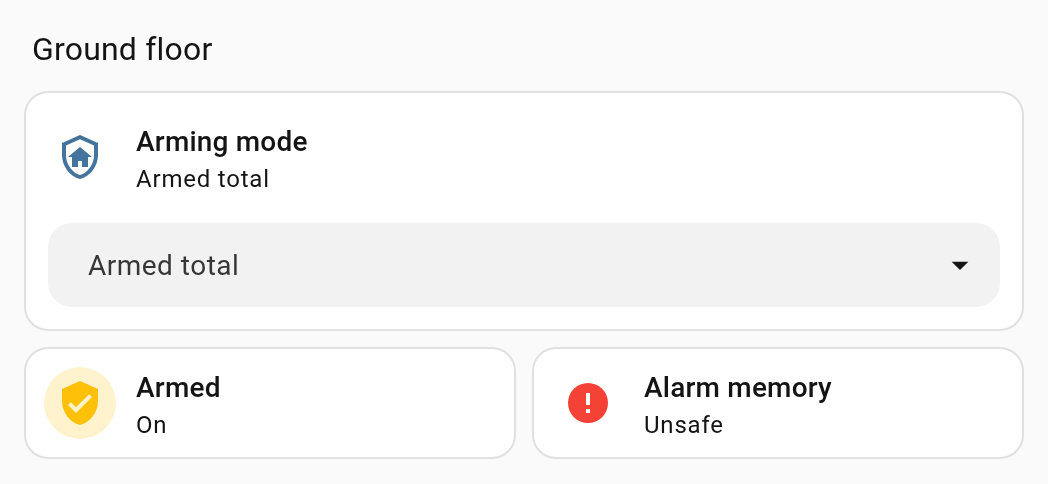 Ground floor
Arming mode
Armed total
Armed total
Armed
On
Alarm memory
Unsafe